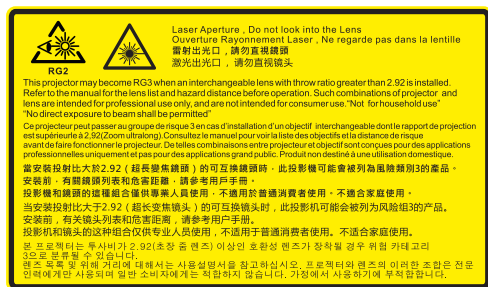 Laser Aperture , Do not look into the Lens
Ouverture Rayonnement Laser , Ne regarde pas dans la lentille
雷射出光口 , 請勿直視鏡頭
激光出光口 , 请勿直视镜头
RG2
This projector may become RG3 when an interchangeable lens with throw ratio greater than 2.92 is installed.
Refer to the manual for the lens list and hazard distance before operation. Such combinations of projector and
lens are intended for professional use only, and are not intended for consumer use. "Not for household use"
"No direct exposure to beam shall be permitted"
Ce projecteur peut passer au groupe de risque 3 en cas d'installation d'un objectif interchangeable dont le rapport de projection
est supérieur à 2,92(Zoom ultralong).Consultez le manuel pour voir la liste des objectifs et la distance de risque
avant de faire fonctionner le projecteur. De telles combinaisons entre projecteur et objectif sont conçues pour des applications
professionnelles uniquement et pas pour des applications grand public. Produit non destiné à une utilisation domestique.
當安裝投射比大於2.92（超長變焦鏡頭）的可互換鏡頭時，此投影機可能會被列為風險類別3的產品。
安裝前，有關鏡頭列表和危害距離，請參考用戶手冊。
投影機和鏡頭的這種組合僅供專業人員使用，不適用於普通消費者使用。不適合家庭使用。
当安装投射比大于2.92（超长变焦镜头）的可互换镜头时，此投影机可能会被列为风险组3的产品。
安装前，有关镜头列表和危害距离，请参考用户手册。
投影机和镜头的这种组合仅供专业人员使用，不适用于普通消费者使用。不适合家庭使用。
본 프로젝터는 투사비가 2.92(초장 줌 렌즈) 이상인 호환성 렌즈가 장착될 경우 위험 카테고리
3으로 분류될 수 있습니다.
렌즈 목록 및 위해 거리에 대해서는 사용설명서을 참고하십시오. 프로젝터와 렌즈의 이러한 조합은 전문
인력에게만 사용되며 일반 소비자에게는 적합하지 않습니다. 가정에서 사용하기에 부적합합니다.